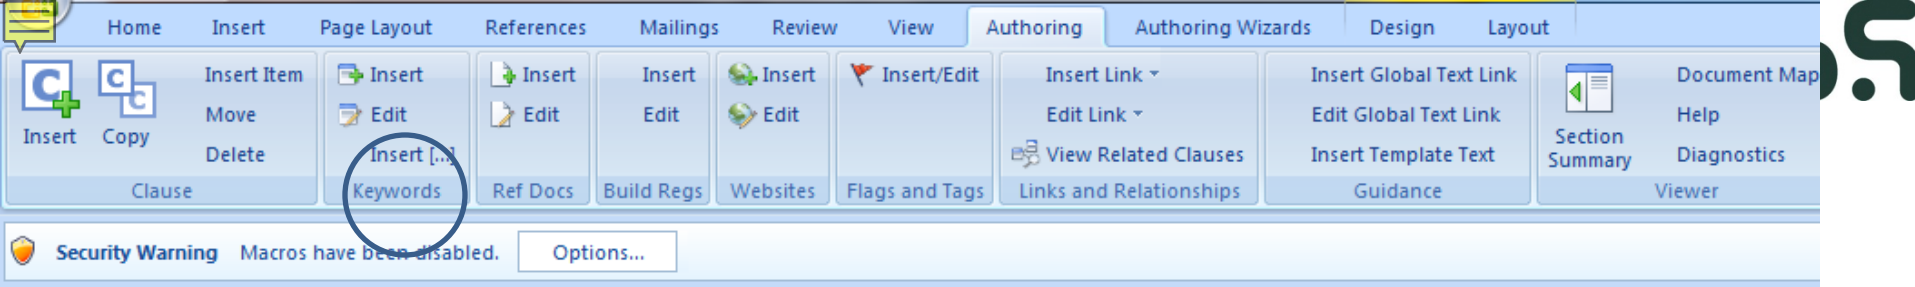 Home Insert Page Layout References Mailings Review View Authoring Authoring Wizards Design Layout
Insert Item Insert Insert Insert Insert Insert/Edit Insert Link Insert Global Text Link Document Map
Move Edit Edit Edit Edit Edit Link Edit Global Text Link Help
Insert Copy Section
Delete Insert [...] View Related Clauses Insert Template Text Summary Diagnostics
Clause Keywords Ref Docs Build Regs Websites Flags and Tags Links and Relationships Guidance Viewer
Security Warning Macros have been disabled. Options...